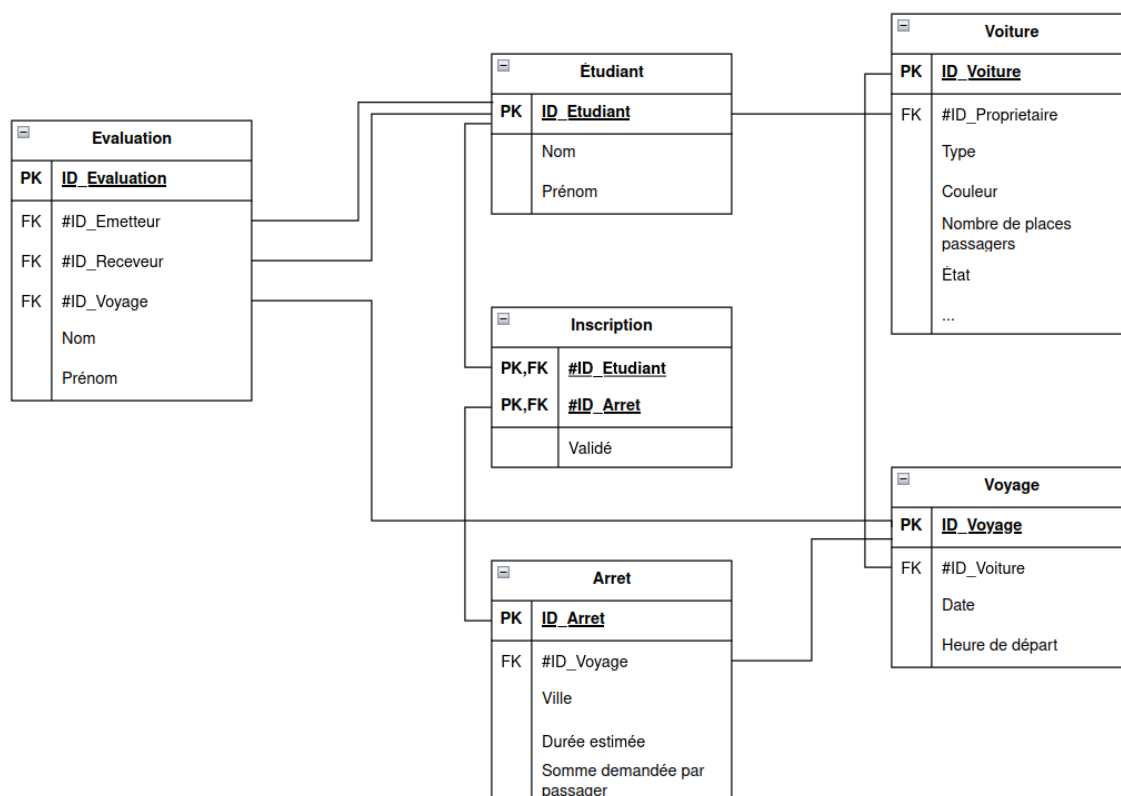 Evaluation
PK ID_Evaluation
FK #ID_Emetteur
FK #ID_Receveur
FK #ID_Voyage
Nom
Prénom
Étudiant
PK ID_Etudiant
Nom
Prénom
Inscription
PK,FK #ID_Etudiant
PK,FK #ID_Arret
Validé
Arret
PK ID_Arret
FK #ID_Voyage
Ville
Durée estimée
Somme demandée par
passager
Voiture
PK ID_Voiture
FK #ID_Proprietaire
Type
Couleur
Nombre de places
passagers
État
...
Voyage
PK ID_Voyage
FK #ID_Voiture
Date
Heure de départ